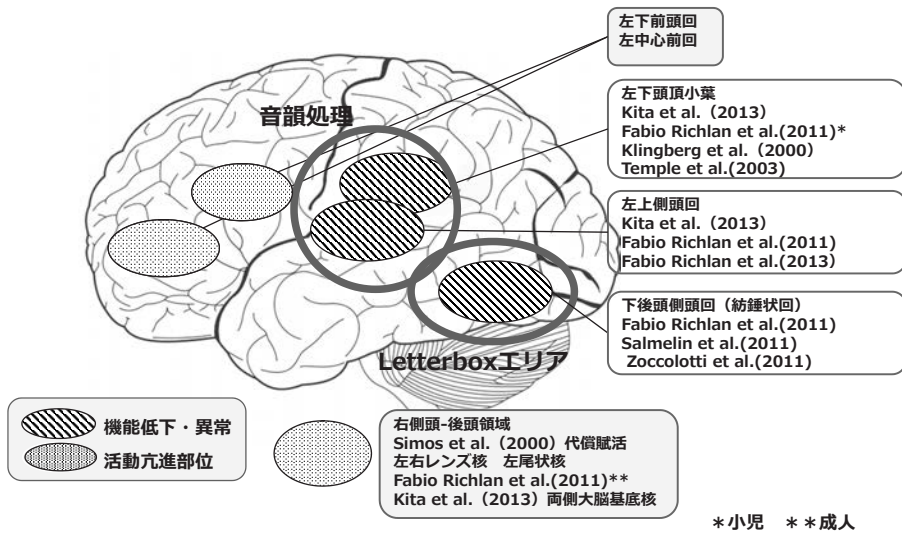 左下前頭回
左中心前回
音韻処理
左下頭頂小葉
Kita et al.（2013）
Fabio Richlan et al.(2011)*
Klingberg et al.（2000）
Temple et al.(2003)
左上側頭回
Kita et al.（2013）
Fabio Richlan et al.(2011)
Fabio Richlan et al.(2013)
下後頭側頭回（紡錘状回）
Fabio Richlan et al.(2011)
Salmelin et al.(2011)
Zoccolotti et al.(2011)
Letterboxエリア
機能低下・異常
活動亢進部位
右側頭-後頭領域
Simos et al.（2000）代償賦活
左右レンズ核　左尾状核
Fabio Richlan et al.(2011)**
Kita et al.（2013）両側大脳基底核
＊小児　＊＊成人